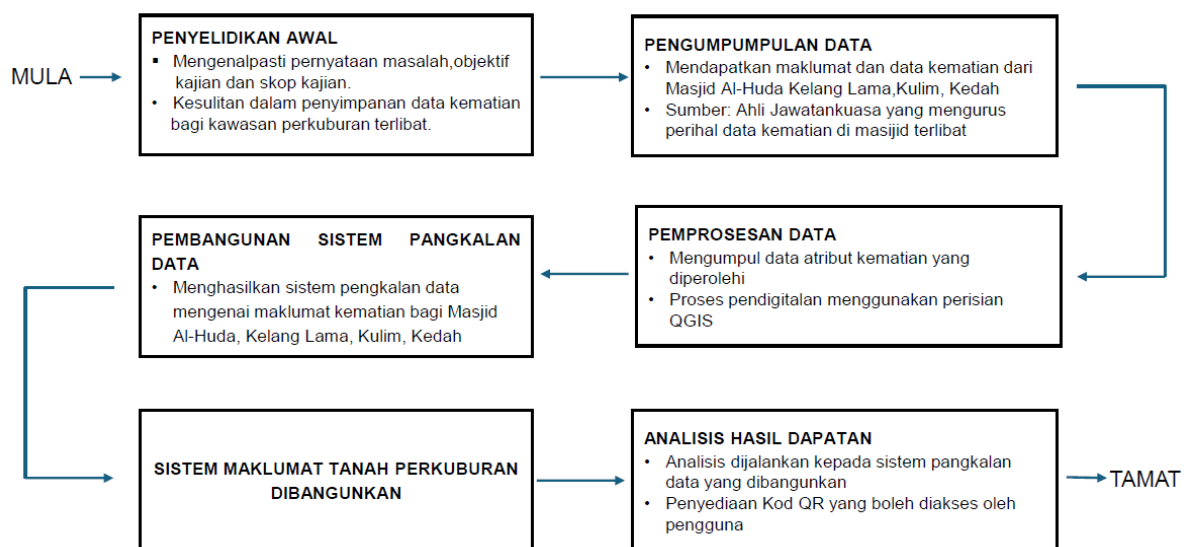 MULA
PENYELIDIKAN AWAL
▪ Mengenalpasti pernyataan masalah,objektif
kajian dan skop kajian.
• Kesulitan dalam penyimpanan data kematian
bagi kawasan perkuburan terlibat.
PENGUMPUMPULAN DATA
• Mendapatkan maklumat dan data kematian dari
Masjid Al-Huda Kelang Lama,Kulim, Kedah
• Sumber: Ahli Jawatankuasa yang mengurus
perihal data kematian di masijid terlibat
PEMPROSESAN DATA
• Mengumpul data atribut kematian yang
diperolehi
• Proses pendigitalan menggunakan perisian
QGIS
PEMBANGUNAN SISTEM PANGKALAN
DATA
• Menghasilkan sistem pengkalan data
mengenai maklumat kematian bagi Masjid
Al-Huda, Kelang Lama, Kulim, Kedah
SISTEM MAKLUMAT TANAH PERKUBURAN
DIBANGUNKAN
ANALISIS HASIL DAPATAN
• Analisis dijalankan kepada sistem pangkalan
data yang dibangunkan
• Penyediaan Kod QR yang boleh diakses oleh
pengguna
TAMAT